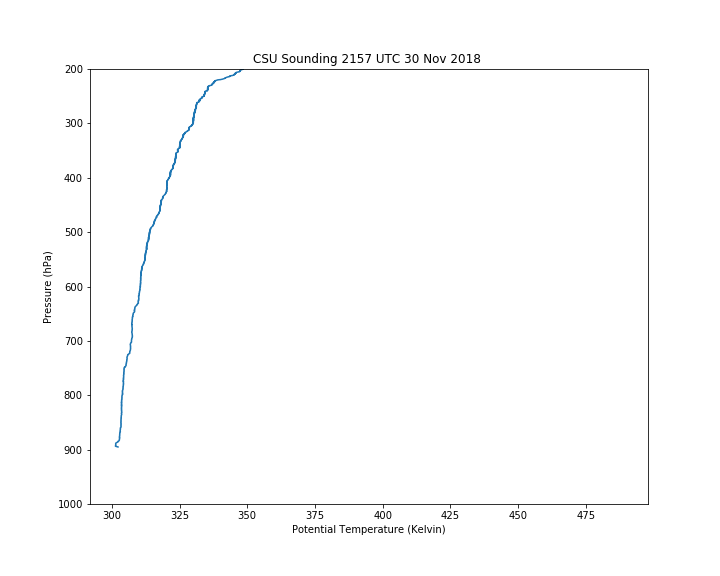 CSU Sounding 2157 UTC 30 Nov 2018
200
300
400
500
600
700
800
900
1000
Pressure (hPa)
300 325 350 375 400 425 450 475
Potential Temperature (Kelvin)